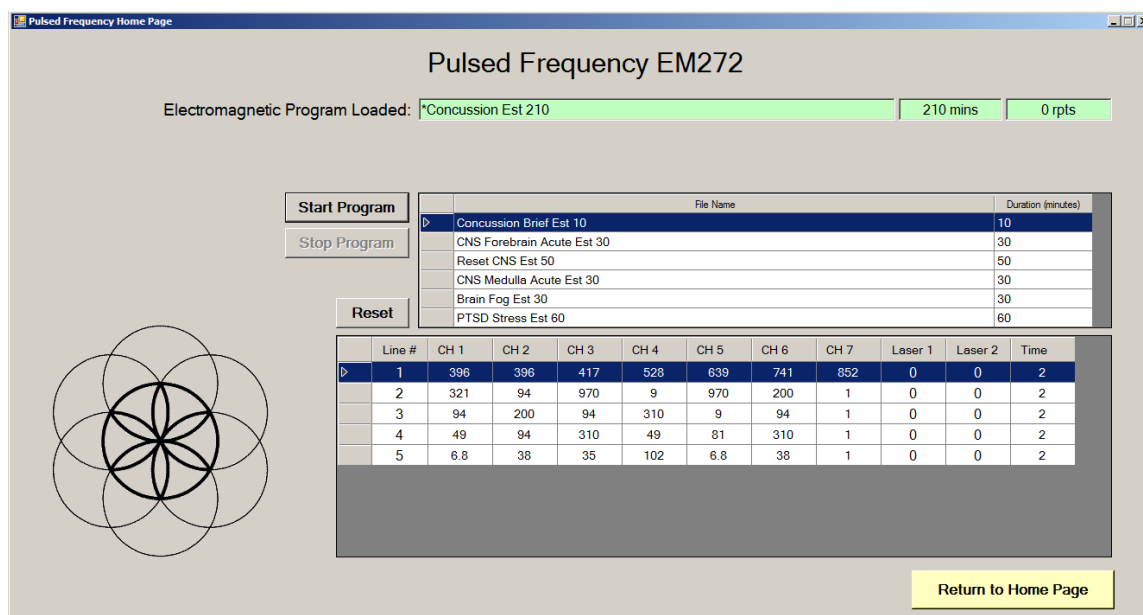 Pulsed Frequency Home Page
Pulsed Frequency EM272
Electromagnetic Program Loaded: *Concussion Est 210 210 mins 0 rpts
Start Program
Stop Program
Reset
File Name Duration (minutes)
Concussion Brief Est 10 10
CNS Forebrain Acute Est 30 30
Reset CNS Est 50 50
CNS Medulla Acute Est 30 30
Brain Fog Est 30 30
PTSD Stress Est 60 60
Line # CH 1 CH 2 CH 3 CH 4 CH 5 CH 6 CH 7 Laser 1 Laser 2 Time
1 396 396 417 528 639 741 852 0 0 2
2 321 94 970 9 970 200 1 0 0 2
3 94 200 94 310 9 94 1 0 0 2
4 49 94 310 49 81 310 1 0 0 2
5 6.8 38 35 102 6.8 38 1 0 0 2
Return to Home Page